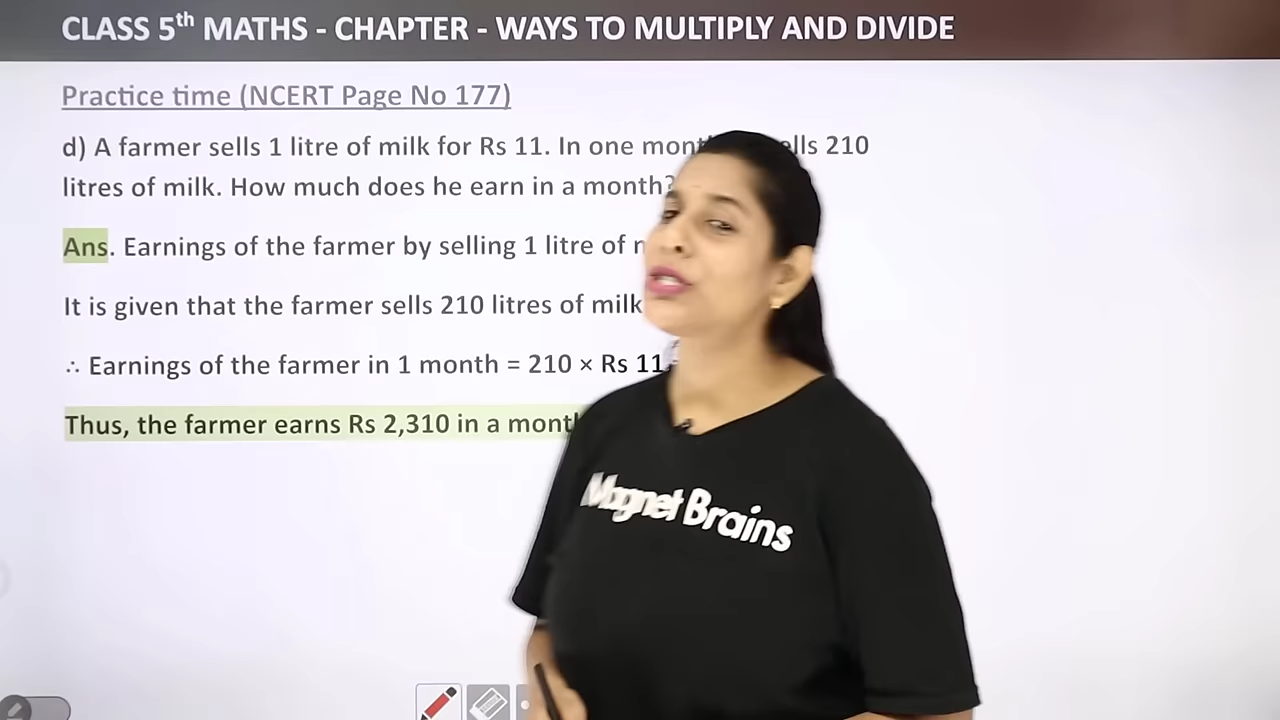 CLASS 5th MATHS - CHAPTER - WAYS TO MULTIPLY AND DIVIDE
Practice time (NCERT Page No 177)
d) A farmer sells 1 litre of milk for Rs 11. In one 210
litres of milk. How much does he earn in a month?
Ans. Earnings of the farmer by selling 1 litre of
It is given that the farmer sells 210 litres of milk
∴ Earnings of the farmer in 1 month = 210 × Rs 11
Thus, the farmer earns Rs 2,310 in a
Magnet Brains